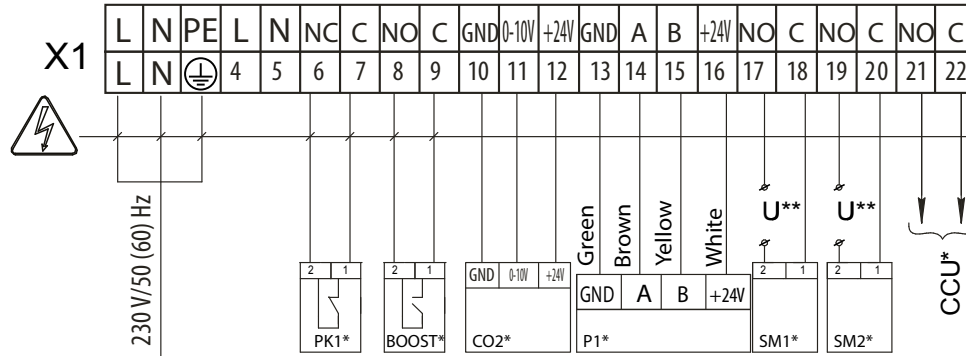 X1
L N PE L N NC C NO C GND 0-10V +24V GND A B +24V NO C NO C NO C
L N 4 5 6 7 8 9 10 11 12 13 14 15 16 17 18 19 20 21 22
230 V/50 (60) Hz
Green
Brown
Yellow
White
U**
U**
CCU*
2 1
PK1*
2 1
BOOST*
GND 0-10V +24V
CO2*
GND A B +24V
P1*
2 1
SM1*
2 1
SM2*